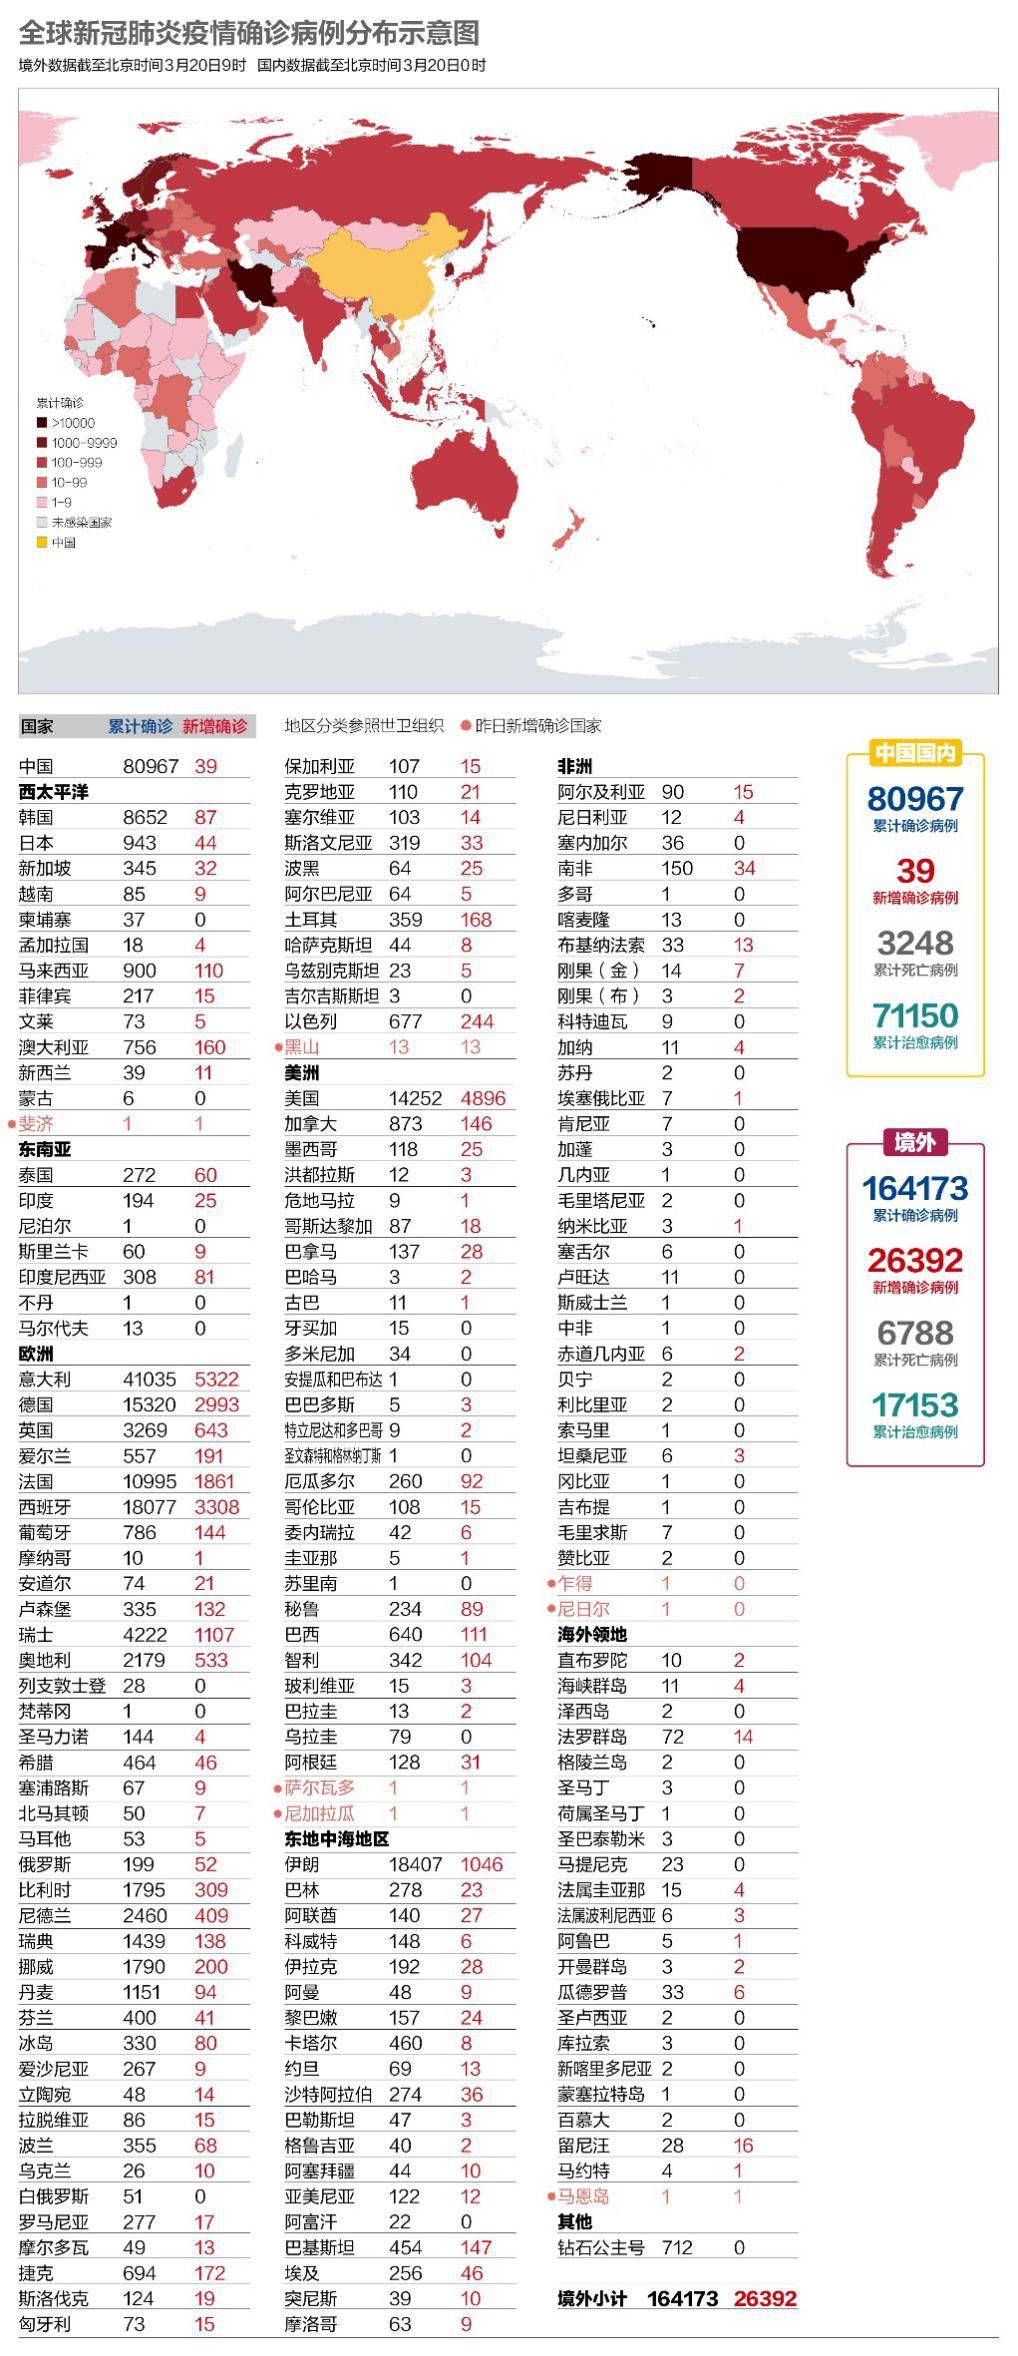 全球新冠肺炎疫情确诊病例分布示意图
境外数据截至北京时间3月20日9时 国内数据截至北京时间3月20日0时
累计确诊
>10000
1000-9999
100-999
10-99
1-9
未感染国家
中国
国家 累计确诊 新增确诊
中国 80967 39
西太平洋
韩国 8652 87
日本 943 44
新加坡 345 32
越南 85 9
柬埔寨 37 0
孟加拉国 18 4
马来西亚 900 110
菲律宾 217 15
文莱 73 5
澳大利亚 756 160
新西兰 39 11
蒙古 6 0
斐济 1 1
东南亚
泰国 272 60
印度 194 25
尼泊尔 1 0
斯里兰卡 60 9
印度尼西亚 308 81
不丹 1 0
马尔代夫 13 0
欧洲
意大利 41035 5322
德国 15320 2993
英国 3269 643
爱尔兰 557 191
法国 10995 1861
西班牙 18077 3308
葡萄牙 786 144
摩纳哥 10 1
安道尔 74 21
卢森堡 335 132
瑞士 4222 1107
奥地利 2179 533
列支敦士登 28 0
梵蒂冈 1 0
圣马力诺 144 4
希腊 464 46
塞浦路斯 67 9
北马其顿 50 7
马耳他 53 5
俄罗斯 199 52
比利时 1795 309
尼德兰 2460 409
瑞典 1439 138
挪威 1790 200
丹麦 1151 94
芬兰 400 41
冰岛 330 80
爱沙尼亚 267 9
立陶宛 48 14
拉脱维亚 86 15
波兰 355 68
乌克兰 26 10
白俄罗斯 51 0
罗马尼亚 277 17
摩尔多瓦 49 13
捷克 694 172
斯洛伐克 124 19
匈牙利 73 15
地区分类参照世卫组织 昨日新增确诊国家
保加利亚 107 15
克罗地亚 110 21
塞尔维亚 103 14
斯洛文尼亚 319 33
波黑 64 25
阿尔巴尼亚 64 5
土耳其 359 168
哈萨克斯坦 44 8
乌兹别克斯坦 23 5
吉尔吉斯斯坦 3 0
以色列 677 244
黑山 13 13
美洲
美国 14252 4896
加拿大 873 146
墨西哥 118 25
洪都拉斯 12 3
危地马拉 9 1
哥斯达黎加 87 18
巴拿马 137 28
巴哈马 3 2
古巴 11 1
牙买加 15 0
多米尼加 34 0
安提瓜和巴布达 1 0
巴巴多斯 5 3
特立尼达和多巴哥 9 2
圣文森特和格林纳丁斯 1 0
厄瓜多尔 260 92
哥伦比亚 108 15
委内瑞拉 42 6
圭亚那 5 1
苏里南 1 0
秘鲁 234 89
巴西 640 111
智利 342 104
玻利维亚 15 3
巴拉圭 13 2
乌拉圭 79 0
阿根廷 128 31
萨尔瓦多 1 1
尼加拉瓜 1 1
东地中海地区
伊朗 18407 1046
巴林 278 23
阿联酋 140 27
科威特 148 6
伊拉克 192 28
阿曼 48 9
黎巴嫩 157 24
卡塔尔 460 8
约旦 69 13
沙特阿拉伯 274 36
巴勒斯坦 47 3
格鲁吉亚 40 2
阿塞拜疆 44 10
亚美尼亚 122 12
阿富汗 22 0
巴基斯坦 454 147
埃及 256 46
突尼斯 39 10
摩洛哥 63 9
非洲
阿尔及利亚 90 15
尼日利亚 12 4
塞内加尔 36 0
南非 150 34
多哥 1 0
喀麦隆 13 0
布基纳法索 33 13
刚果（金） 14 7
刚果（布） 3 2
科特迪瓦 9 0
加纳 11 4
苏丹 2 0
埃塞俄比亚 7 1
肯尼亚 7 0
加蓬 3 0
几内亚 1 0
毛里塔尼亚 2 0
纳米比亚 3 1
塞舌尔 6 0
卢旺达 11 0
斯威士兰 1 0
中非 1 0
赤道几内亚 6 2
贝宁 2 0
利比里亚 2 0
索马里 1 0
坦桑尼亚 6 3
冈比亚 1 0
吉布提 1 0
毛里求斯 7 0
赞比亚 2 0
乍得 1 0
尼日尔 1 0
海外领地
直布罗陀 10 2
海峡群岛 11 4
泽西岛 2 0
法罗群岛 72 14
格陵兰岛 2 0
圣马丁 3 0
荷属圣马丁 1 0
圣巴泰勒米 3 0
马提尼克 23 0
法属圭亚那 15 4
法属波利尼西亚 6 3
阿鲁巴 5 1
开曼群岛 3 2
瓜德罗普 33 6
圣卢西亚 2 0
库拉索 3 0
新喀里多尼亚 2 0
蒙塞拉特岛 1 0
百慕大 2 0
留尼汪 28 16
马约特 4 1
马恩岛 1 1
其他
钻石公主号 712 0
境外小计 164173 26392
中国国内
80967
累计确诊病例
39
新增确诊病例
3248
累计死亡病例
71150
累计治愈病例
境外
164173
累计确诊病例
26392
新增确诊病例
6788
累计死亡病例
17153
累计治愈病例